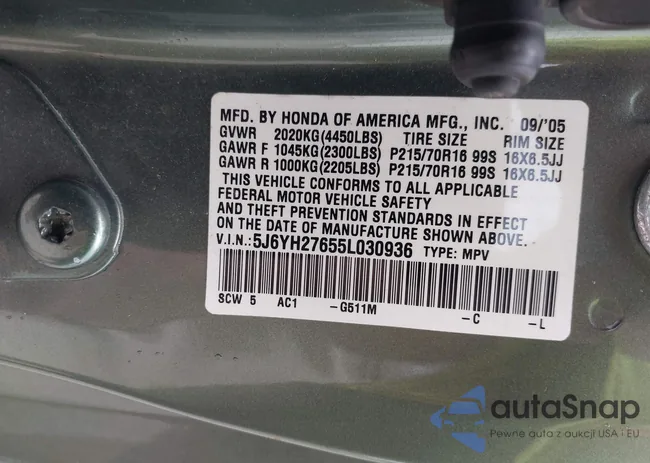 MFD. BY HONDA OF AMERICA MFG., INC. 09/'05
GVWR 2020KG(4450LBS) TIRE SIZE RIM SIZE
GAWR F 1045KG(2300LBS) P215/70R16 99S 16X6.5JJ
GAWR R 1000KG(2205LBS) P215/70R16 99S 16X6.5JJ
THIS VEHICLE CONFORMS TO ALL APPLICABLE
FEDERAL MOTOR VEHICLE SAFETY
AND THEFT PREVENTION STANDARDS IN EFFECT
ON THE DATE OF MANUFACTURE SHOWN ABOVE.
V.I.N.:5J6YH27655L030936 TYPE: MPV
SCW 5 AC1 -G511M -C -L
autaSnap
Pewne auta z aukcji USA i EU